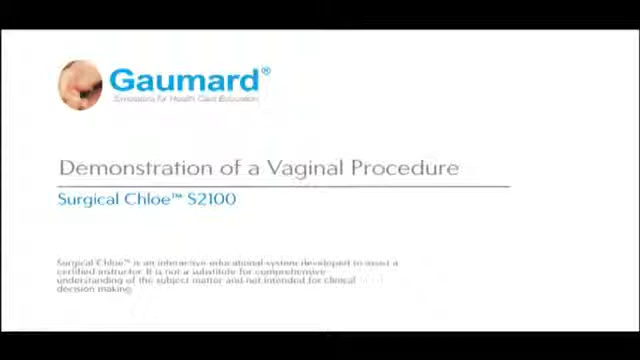 Gaumard®
Simulators for Health Care Education
Demonstration of a Vaginal Procedure
Surgical Chloe™ S2100
Surgical Chloe™ is an interactive educational system developed to assist a
certified instructor. It is not a substitute for comprehensive
understanding of the subject matter and not intended for clinical
decision making.